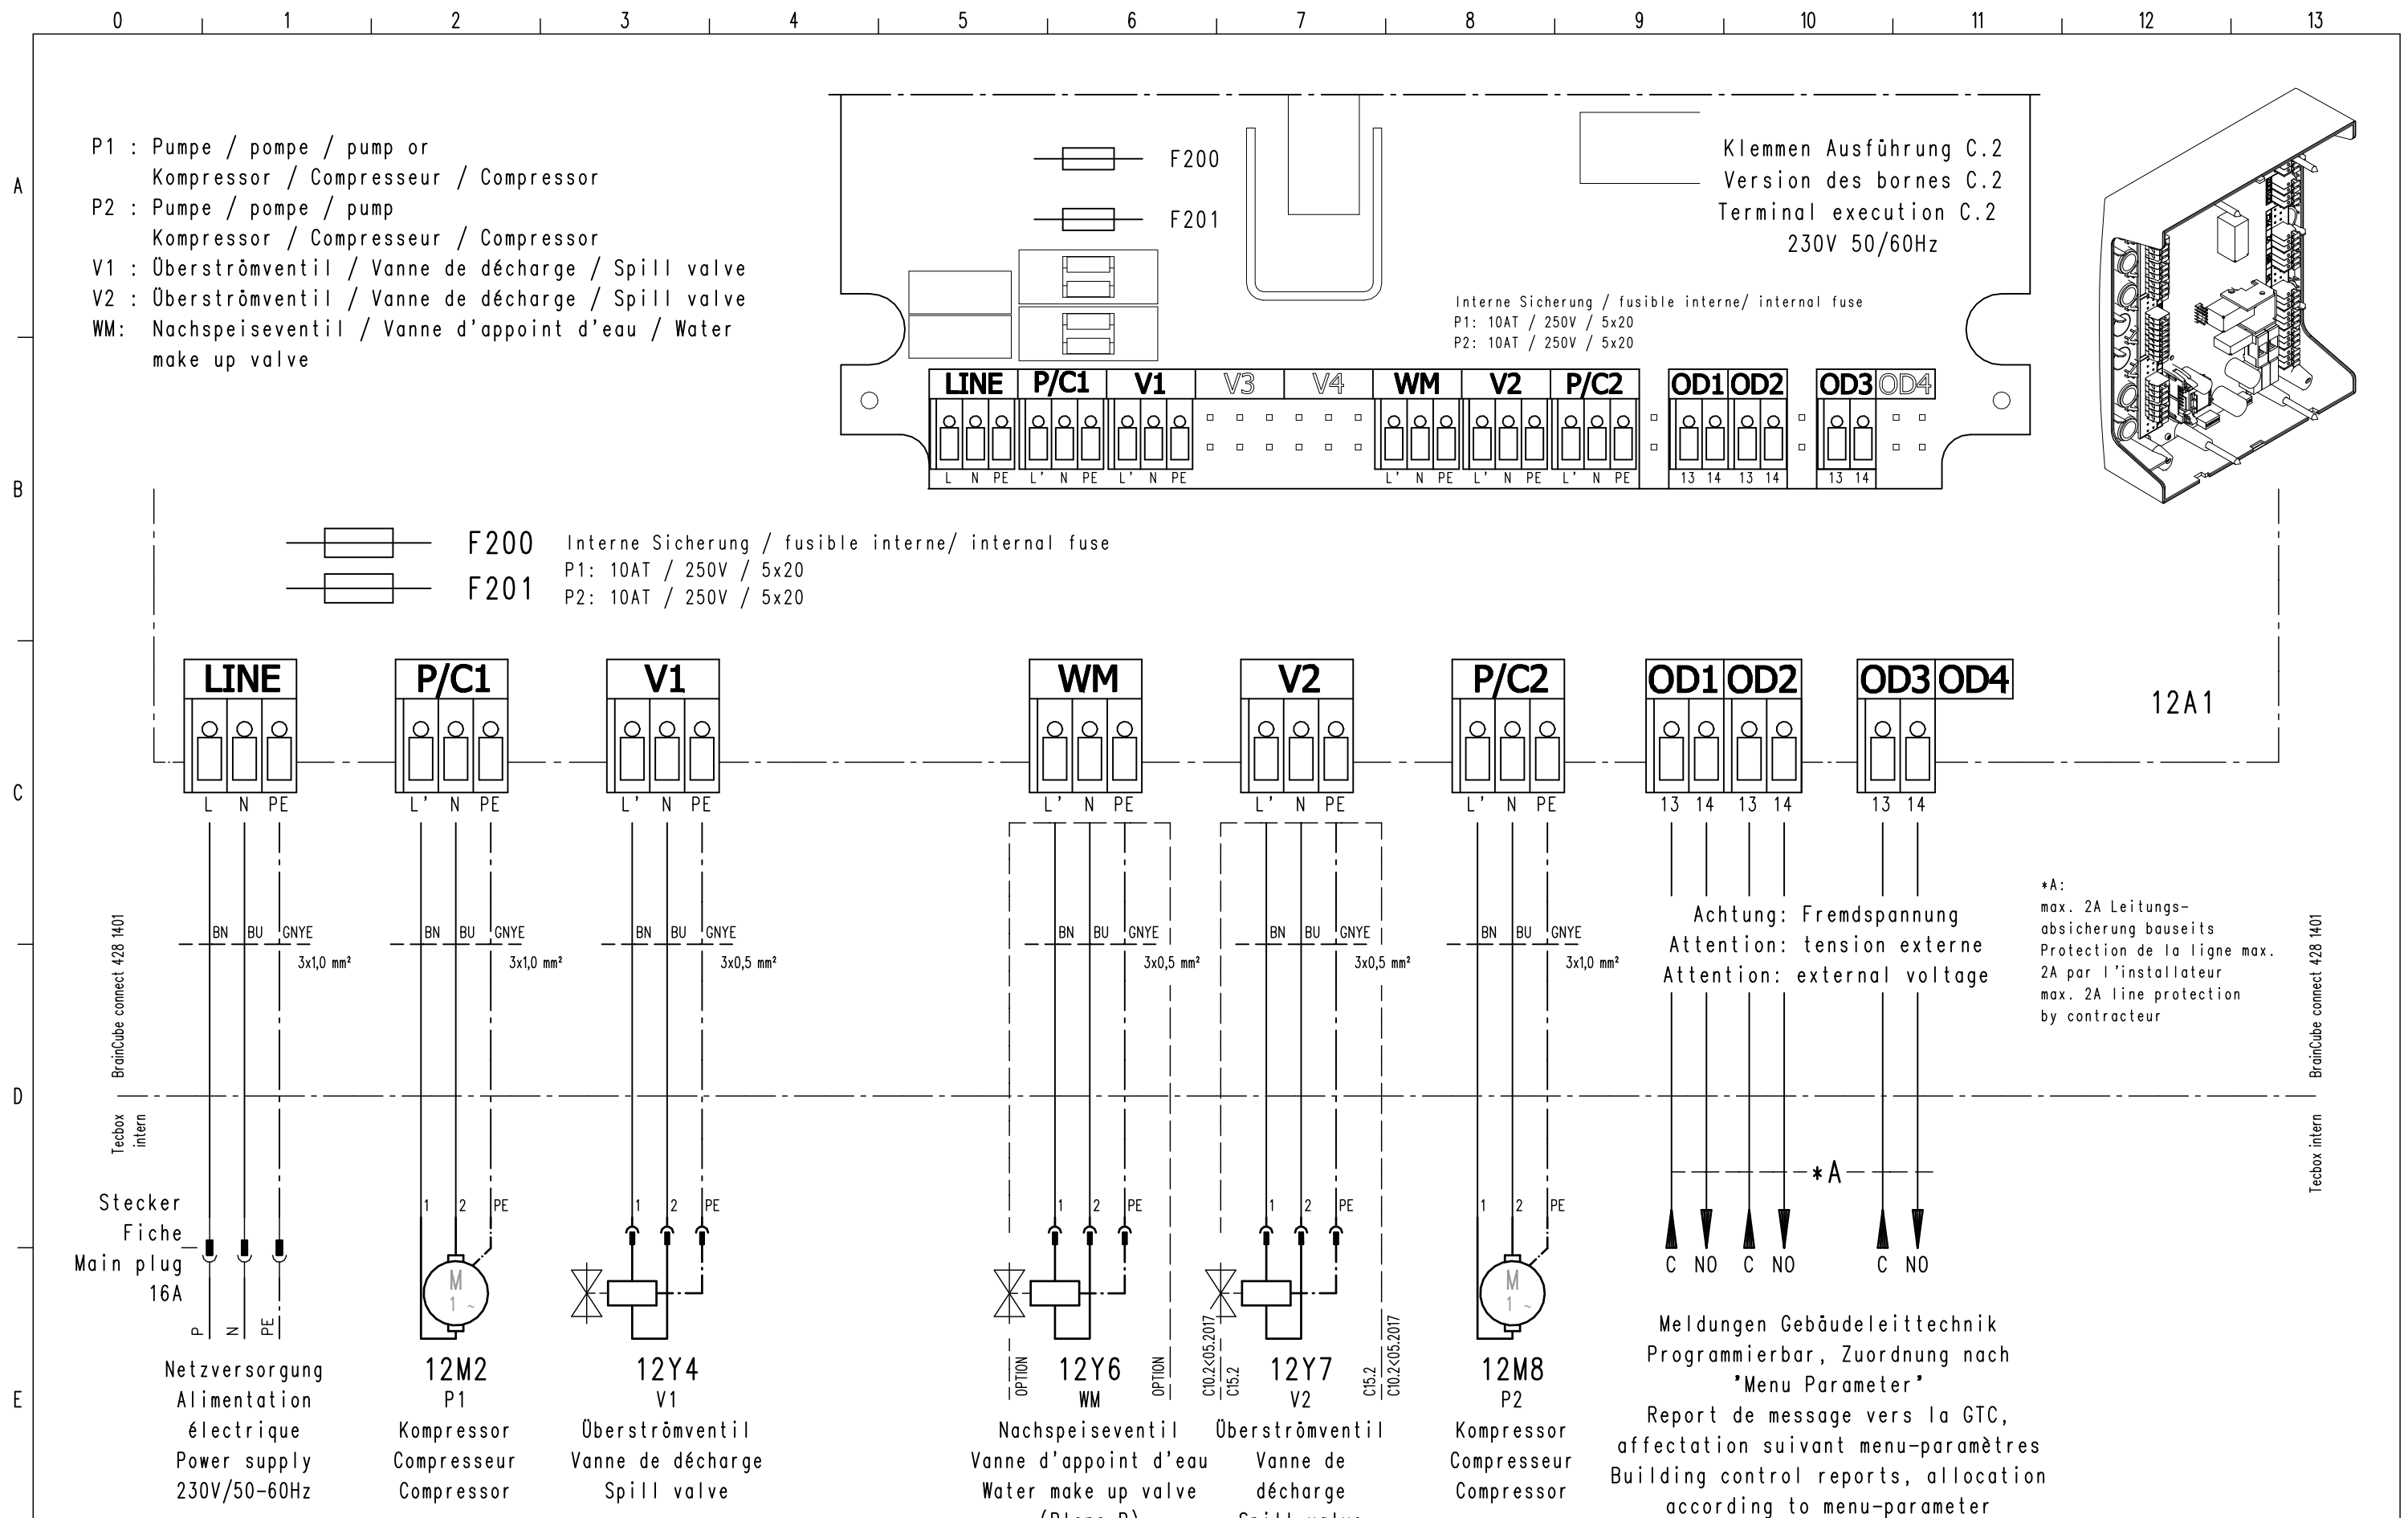 0 1 2 3 4 5 6 7 8 9 10 11 12 13
A
B
C
D
E
P1 : Pumpe / pompe / pump or
Kompressor / Compresseur / Compressor
P2 : Pumpe / pompe / pump
Kompressor / Compresseur / Compressor
V1 : Überströmventil / Vanne de décharge / Spill valve
V2 : Überströmventil / Vanne de décharge / Spill valve
WM: Nachspeiseventil / Vanne d'appoint d'eau / Water
make up valve
F200
F201
Klemmen Ausführung C.2
Version des bornes C.2
Terminal execution C.2
230V 50/60Hz
Interne Sicherung / fusible interne/ internal fuse
P1: 10AT / 250V / 5x20
P2: 10AT / 250V / 5x20
LINE P/C1 V1 V3 V4 WM V2 P/C2 OD1 OD2 OD3 OD4
L N PE L' N PE L' N PE L' N PE L' N PE L' N PE 13 14 13 14 13 14
F200 Interne Sicherung / fusible interne/ internal fuse
P1: 10AT / 250V / 5x20
F201
P2: 10AT / 250V / 5x20
LINE P/C1 V1 WM V2 P/C2 OD1 OD2 OD3 OD4
12A1
L N PE L' N PE L' N PE L' N PE L' N PE L' N PE 13 14 13 14 13 14
BN BU GNYE BN BU GNYE BN BU GNYE BN BU GNYE BN BU GNYE BN BU GNYE
3x1,0 mm² 3x1,0 mm² 3x0,5 mm² 3x0,5 mm² 3x0,5 mm² 3x1,0 mm²
Achtung: Fremdspannung
Attention: tension externe
Attention: external voltage
*A:
max. 2A Leitungs-
absicherung bauseits
Protection de la ligne max.
2A par l'installateur
max. 2A line protection
by contracteur
BrainCube connect 428 1401
BrainCube connect 428 1401
Tecbox
intern
Tecbox intern
*A
Stecker
Fiche
Main plug
16A
1 2 PE 1 2 PE 1 2 PE 1 2 PE 1 2 PE
M
1 ~
M
1 ~
C NO C NO C NO
P N PE
OPTION
OPTION
C10.2<05.2017
C15.2
C15.2
C10.2<05.2017
Netzversorgung
Alimentation
électrique
Power supply
230V/50-60Hz
12M2
P1
Kompressor
Compresseur
Compressor
12Y4
V1
Überströmventil
Vanne de décharge
Spill valve
12Y6
WM
Nachspeiseventil
Vanne d'appoint d'eau
Water make up valve
12Y7
V2
Überströmventil
Vanne de
décharge
Spill valve
12M8
P2
Kompressor
Compresseur
Compressor
Meldungen Gebäudeleittechnik
Programmierbar, Zuordnung nach
'Menu Parameter'
Report de message vers la GTC,
affectation suivant menu-paramètres
Building control reports, allocation
according to menu-parameter